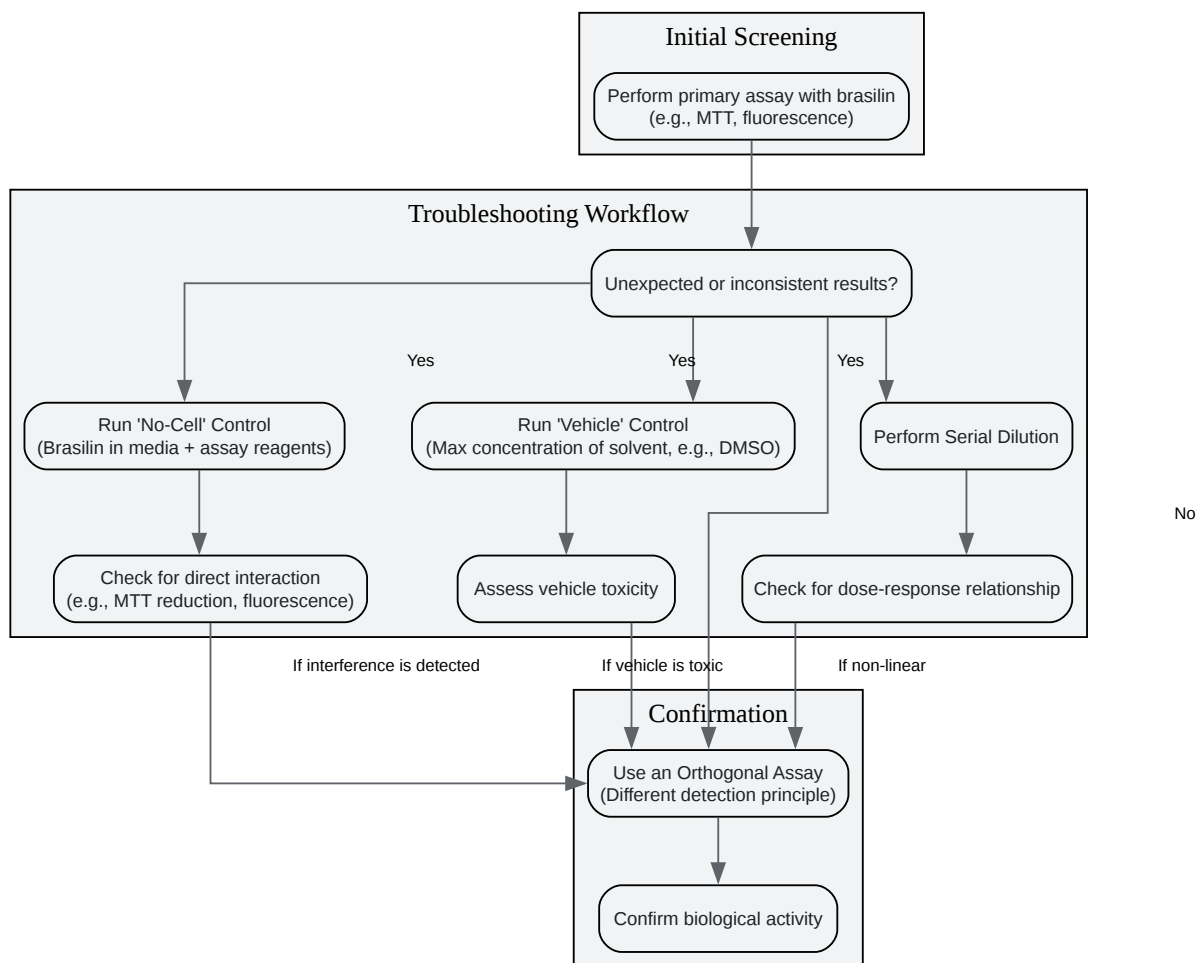 Initial Screening
Perform primary assay with brasilin
(e.g., MTT, fluorescence)
Troubleshooting Workflow
Unexpected or inconsistent results?
Yes
Yes
Yes
Run 'No-Cell' Control
(Brasilin in media + assay reagents)
Run 'Vehicle' Control
(Max concentration of solvent, e.g., DMSO)
Perform Serial Dilution
No
Check for direct interaction
(e.g., MTT reduction, fluorescence)
Assess vehicle toxicity
Check for dose-response relationship
If interference is detected
If vehicle is toxic
If non-linear
Confirmation
Use an Orthogonal Assay
(Different detection principle)
Confirm biological activity